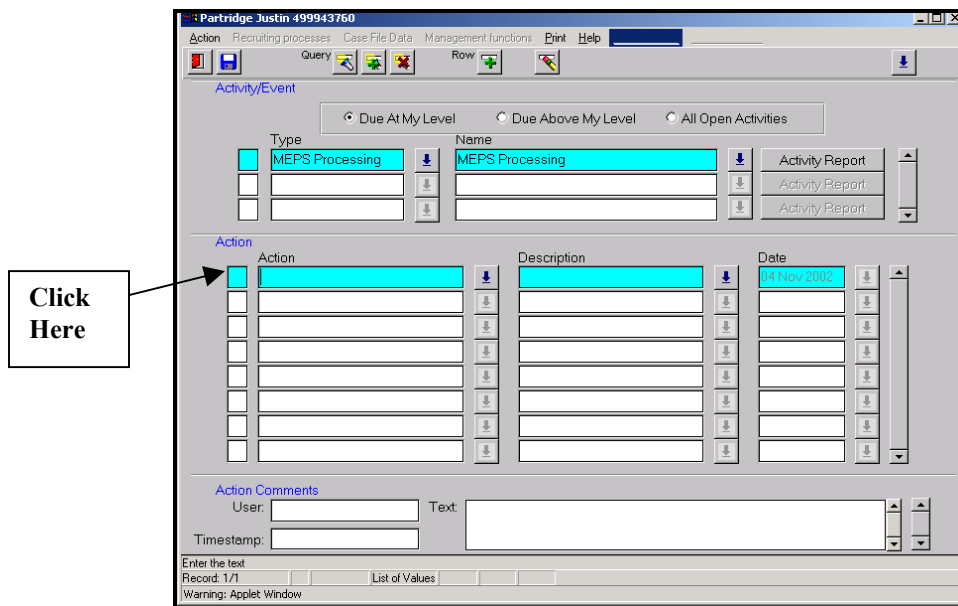 Partridge Justin 499943760
Action Recruiting processes Case File Data Management functions Print Help
Query Row
Activity/Event
Due At My Level Due Above My Level All Open Activities
Type Name
MEPS Processing MEPS Processing Activity Report
Activity Report
Activity Report
Action
Action Description Date
04 Nov 2002
Click
Here
Action Comments
User: Text:
Timestamp:
Enter the text
Record: 1/1 List of Values
Warning: Applet Window